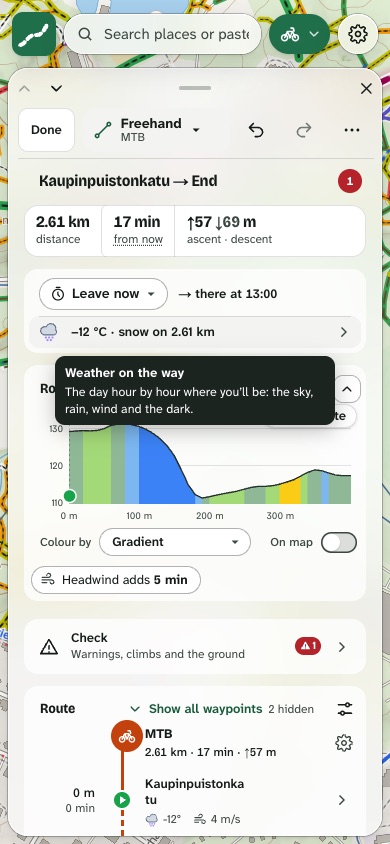 Search places or paste
Done
Freehand
MTB
Kaupinpuistonkatu → End
1
2.61 km
distance
17 min
from now
↑57 ↓69 m
ascent · descent
Leave now
→ there at 13:00
−12 °C · snow on 2.61 km
Weather on the way
The day hour by hour where you'll be: the sky,
rain, wind and the dark.
130
120
110
0 m
100 m
200 m
300 m
Colour by
Gradient
On map
Headwind adds 5 min
Check
Warnings, climbs and the ground
1
Route
Show all waypoints
2 hidden
MTB
2.61 km · 17 min · ↑57 m
0 m
0 min
Kaupinpuistonka
tu
-12°
4 m/s